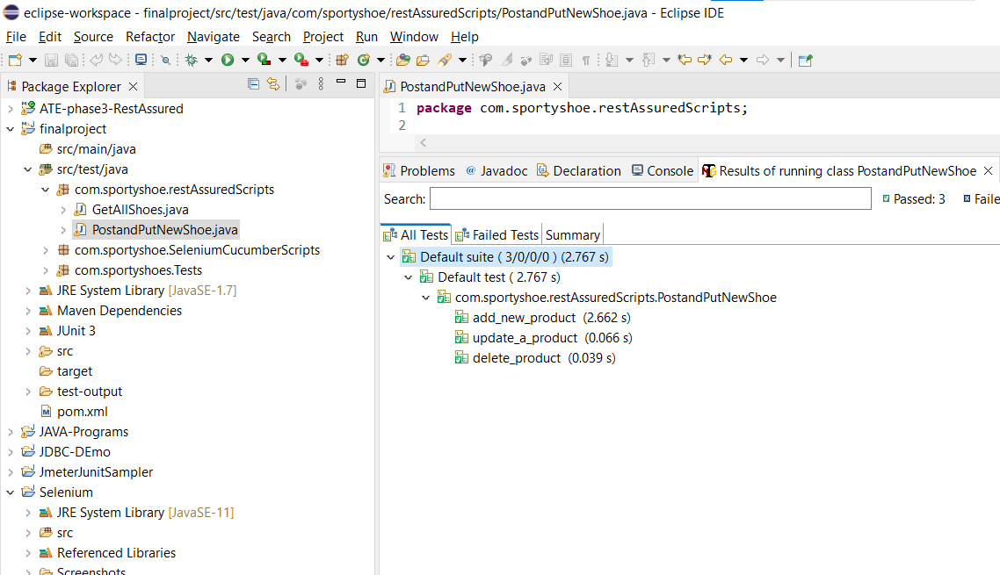 eclipse-workspace - finalproject/src/test/java/com/sportyshoe/restAssuredScripts/PostandPutNewShoe.java - Eclipse IDE
File Edit Source Refactor Navigate Search Project Run Window Help
Package Explorer
ATE-phase3-RestAssured
finalproject
src/main/java
src/test/java
com.sportyshoe.restAssuredScripts
GetAllShoes.java
PostandPutNewShoe.java
com.sportyshoe.SeleniumCucumberScripts
com.sportyshoes.Tests
JRE System Library [JavaSE-1.7]
Maven Dependencies
JUnit 3
src
target
test-output
pom.xml
JAVA-Programs
JDBC-DEmo
JmeterJunitSampler
Selenium
JRE System Library [JavaSE-11]
src
Referenced Libraries
Screenshots
PostandPutNewShoe.java
1 package com.sportyshoe.restAssuredScripts;
2
Problems @ Javadoc Declaration Console Results of running class PostandPutNewShoe
Search: Passed: 3 Faile
All Tests Failed Tests Summary
Default suite ( 3/0/0/0 ) (2.767 s)
Default test ( 2.767 s)
com.sportyshoe.restAssuredScripts.PostandPutNewShoe
add_new_product (2.662 s)
update_a_product (0.066 s)
delete_product (0.039 s)